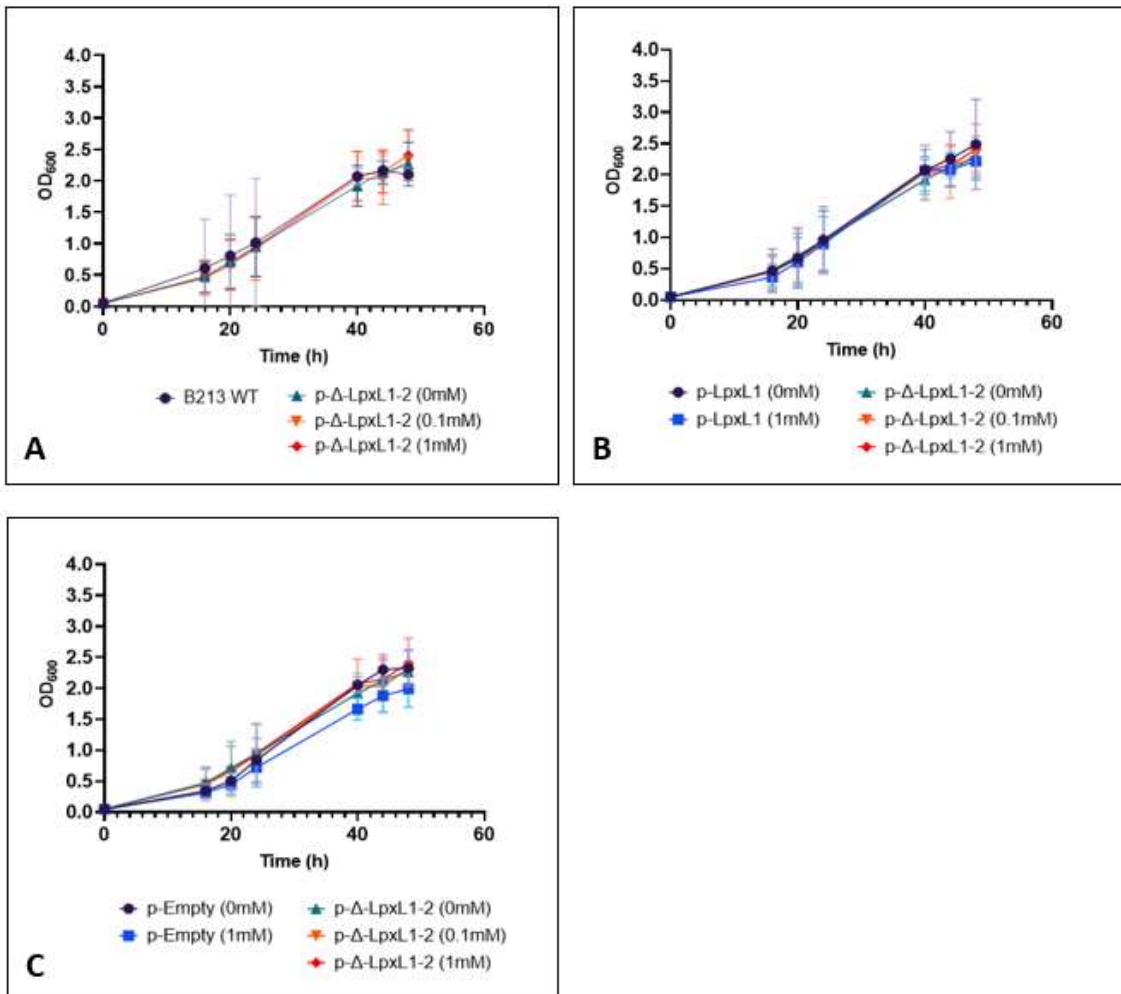 4.0
3.5
3.0
2.5
2.0
1.5
1.0
0.5
0.0
OD600
0 20 40 60
Time (h)
B213 WT
p-Δ-LpxL1-2 (0mM)
p-Δ-LpxL1-2 (0.1mM)
p-Δ-LpxL1-2 (1mM)
A
4.0
3.5
3.0
2.5
2.0
1.5
1.0
0.5
0.0
OD600
0 20 40 60
Time (h)
p-LpxL1 (0mM)
p-LpxL1 (1mM)
p-Δ-LpxL1-2 (0mM)
p-Δ-LpxL1-2 (0.1mM)
p-Δ-LpxL1-2 (1mM)
B
4.0
3.5
3.0
2.5
2.0
1.5
1.0
0.5
0.0
OD600
0 20 40 60
Time (h)
p-Empty (0mM)
p-Empty (1mM)
p-Δ-LpxL1-2 (0mM)
p-Δ-LpxL1-2 (0.1mM)
p-Δ-LpxL1-2 (1mM)
C